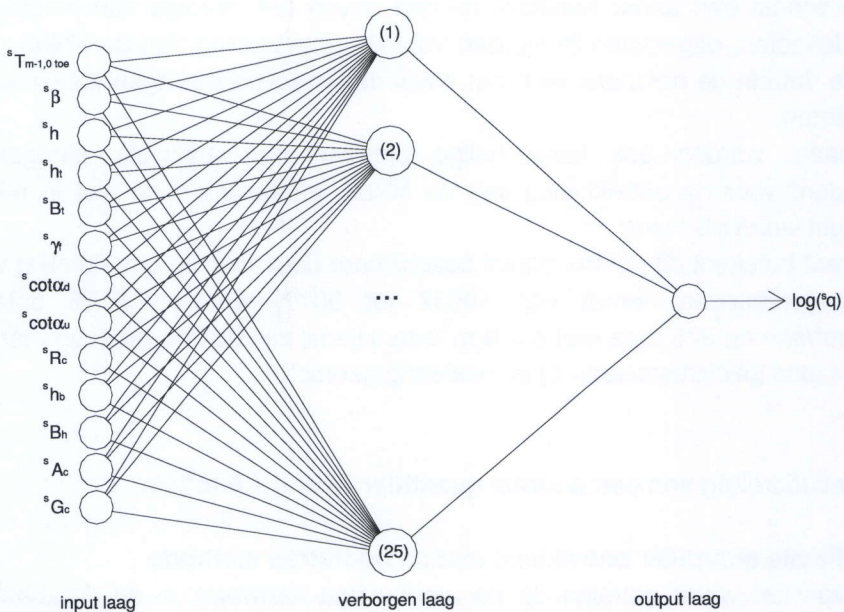 (1)
ˢTm-1,0 toe
ˢβ
ˢh
(2)
ˢht
ˢBt
ˢγf
ˢcotαd
...
log(ˢq)
ˢcotαu
ˢRc
ˢhb
ˢBh
ˢAc
ˢGc
(25)
input laag
verborgen laag
output laag